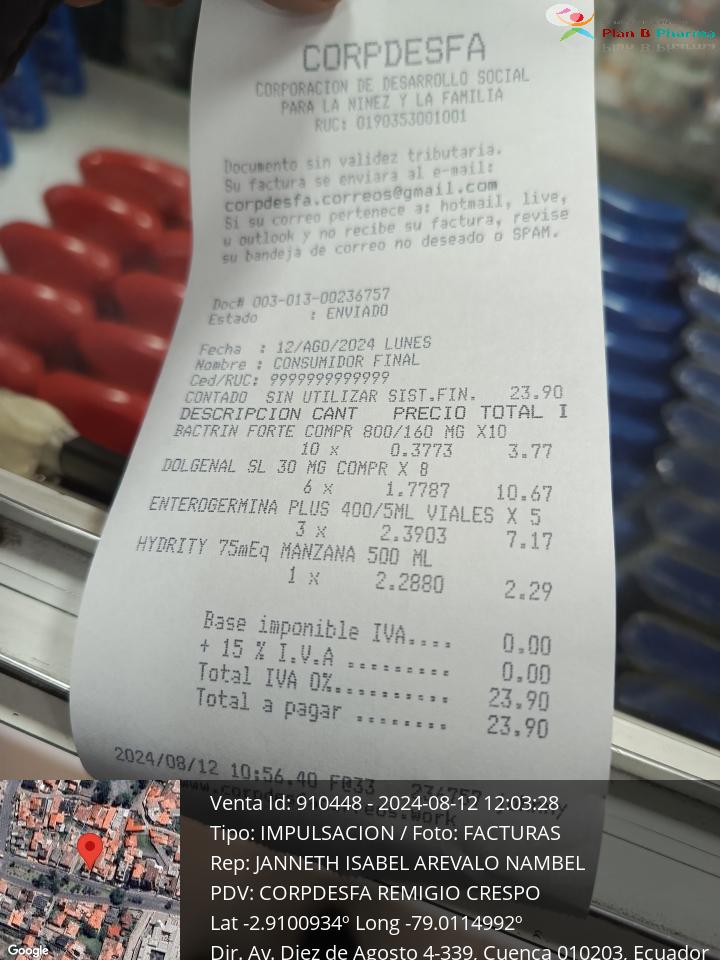 Plan B Pharma
CORPDESFA
CORPORACION DE DESARROLLO SOCIAL
PARA LA NINEZ Y LA FAMILIA
RUC: 0190353001001
Documento sin validez tributaria.
Su factura se enviará al e-mail:
corpdesfa.correos@gmail.com
Si su correo pertenece a: hotmail, live,
u outlook y no recibe su factura, revise
su bandeja de correo no deseado o SPAM.
Doc# 003-013-00236757
Estado : ENVIADO
Fecha : 12/AGO/2024 LUNES
Nombre : CONSUMIDOR FINAL
Ced/RUC: 9999999999999
CONTADO SIN UTILIZAR SIST.FIN. 23.90
DESCRIPCION CANT PRECIO TOTAL I
BACTRIN FORTE COMPR 800/160 MG X10
10 x 0.3773 3.77
DOLGENAL SL 30 MG COMPR X 8
6 x 1.7787 10.67
ENTEROGERMINA PLUS 400/5ML VIALES X 5
3 x 2.3903 7.17
HYDRITY 75mEq MANZANA 500 ML
1 x 2.2880 2.29
Base imponible IVA.... 0.00
+ 15 % I.V.A ......... 0.00
Total IVA 0%.......... 23.90
Total a pagar ........ 23.90
2024/08/12 10:56.40 F@33 236757
Venta Id: 910448 - 2024-08-12 12:03:28
Tipo: IMPULSACION / Foto: FACTURAS
Rep: JANNETH ISABEL AREVALO NAMBEL
PDV: CORPDESFA REMIGIO CRESPO
Lat -2.9100934º Long -79.0114992º
Dir. Av. Diez de Agosto 4-339, Cuenca 010203, Ecuador
Google